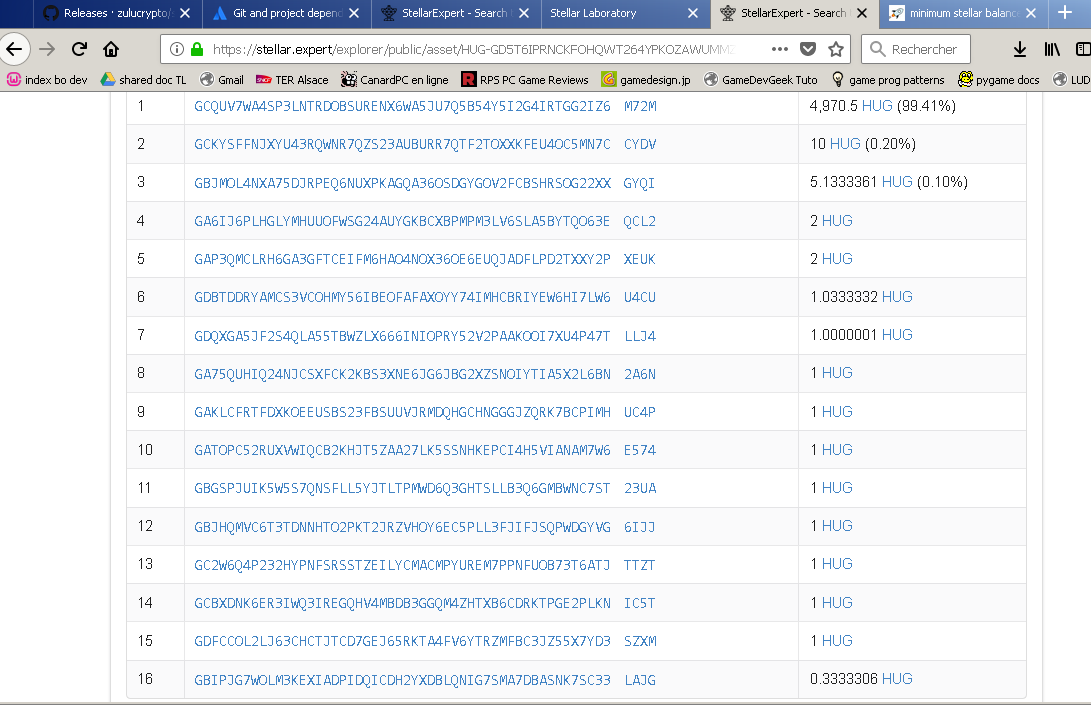 Releases · zulucrypto/s
Git and project depend
StellarExpert - Search
Stellar Laboratory
StellarExpert - Search
minimum stellar balanc
https://stellar.expert/explorer/public/asset/HUG-GD5T6IPRNCKFOHQWT264YPKOZAWUMM
Rechercher
index bo dev shared doc TL Gmail TER Alsace CanardPC en ligne RPS PC Game Reviews gamedesign.jp GameDevGeek Tuto game prog patterns pygame docs LUD
1 GCQUV7WA4SP3LNTRDOBSURENX6WA5JU7Q5B54Y5I2G4IRTGG2IZ6 M72M 4,970.5 HUG (99.41%)
2 GCKYSFFNJXYU43RQWNR7QZS23AUBURR7QTF2TOXXKFEU4OC5MN7C CYDV 10 HUG (0.20%)
3 GBJMOL4NXA75DJRPEQ6NUXPKAGQA36OSDGYGOV2FCBSHRSOG22XX GYQI 5.1333361 HUG (0.10%)
4 GA6IJ6PLHGLYMHUUOFWSG24AUYGKBCXBPMPM3LV6SLA5BYTQO63E QCL2 2 HUG
5 GAP3QMCLRH6GA3GFTCEIFM6HAO4NOX36OE6EUQJADFLPD2TXXY2P XEUK 2 HUG
6 GDBTDDRYAMCS3VCOHMY56IBEOFAFAXOYY74IMHCBRIYEW6HI7LW6 U4CU 1.0333332 HUG
7 GDQXGA5JF2S4QLA55TBWZLX666INIOPRY52V2PAAKOOI7XU4P47T LLJ4 1.0000001 HUG
8 GA75QUHIQ24NJCSXFCK2KBS3XNE6JG6JBG2XZSNOIYTIA5X2L6BN 2A6N 1 HUG
9 GAKLCFRTFDXKOEEUSBS23FBSUUVJRMDQHGCHNGGGJZQRK7BCPIMH UC4P 1 HUG
10 GATOPC52RUXVWIQCB2KHJT5ZAA27LK5SSNHKEPCI4H5VIANAM7W6 E574 1 HUG
11 GBGSPJUIK5W5S7QNSFLL5YJTLTPMWD6Q3GHTSLLB3Q6GMBWNC7ST 23UA 1 HUG
12 GBJHQMVC6T3TDNNHTO2PKT2JRZVHOY6EC5PLL3FJIFJSQPWDGYVG 6IJJ 1 HUG
13 GC2W6Q4P232HYPNFSRSSTZEILYCMACMPYUREM7PPNFUOB73T6ATJ TTZT 1 HUG
14 GCBXDNK6ER3IWQ3IREGQHV4MBDB3GGQM4ZHTXB6CDRKTPGE2PLKN IC5T 1 HUG
15 GDFCCOL2LJ63CHCTJTCD7GEJ65RKTA4FV6YTRZMFBC3JZ55X7YD3 SZXM 1 HUG
16 GBIPJG7WOLM3KEXIADPIDQICDH2YXDBLQNIG7SMA7DBASNK7SC33 LAJG 0.3333306 HUG